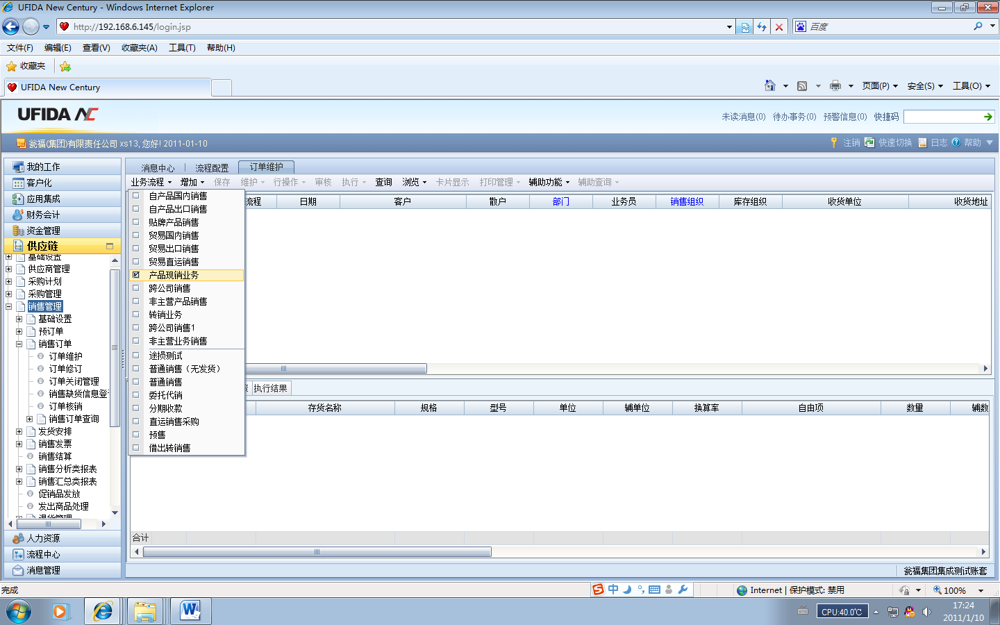 UFIDA New Century - Windows Internet Explorer
http://192.168.6.145/login.jsp
百度
文件(F) 编辑(E) 查看(V) 收藏夹(A) 工具(T) 帮助(H)
收藏夹
UFIDA New Century
页面(P) 安全(S) 工具(O)
UFIDA NC
未读消息(0) 待办事务(0) 预警信息(0) 快捷码
瓮福(集团)有限责任公司 xs13, 您好! 2011-01-10
注销 快速切换 日志 帮助
我的工作
客户化
应用集成
财务会计
资金管理
供应链
基础设置
供应商管理
采购计划
采购管理
销售管理
基础设置
预订单
销售订单
订单维护
订单修订
订单关闭管理
销售缺货信息登
订单核销
销售订单查询
发货安排
销售发票
销售结算
销售分析类报表
销售汇总类报表
促销品发放
发出商品处理
退货管理
人力资源
流程中心
消息管理
消息中心 流程配置 订单维护
业务流程 增加 保存 维护 行操作 审核 执行 查询 浏览 卡片显示 打印管理 辅助功能 辅助查询
流程 日期 客户 散户 部门 业务员 销售组织 库存组织 收货单位 收货地址
自产品国内销售
自产品出口销售
贴牌产品销售
贸易国内销售
贸易出口销售
贸易直运销售
产品现销业务
跨公司销售
非主营产品销售
转销业务
跨公司销售1
非主营业务销售
途损测试
普通销售（无发货）
普通销售
委托代销
分期收款
直运销售采购
预售
借出转销售
执行结果
存货名称 规格 型号 单位 辅单位 换算率 自由项 数量 辅数
合计
瓮福集团集成测试账套
完成
中
Internet | 保护模式: 禁用
100%
CPU:40.0℃
17:24
2011/1/10